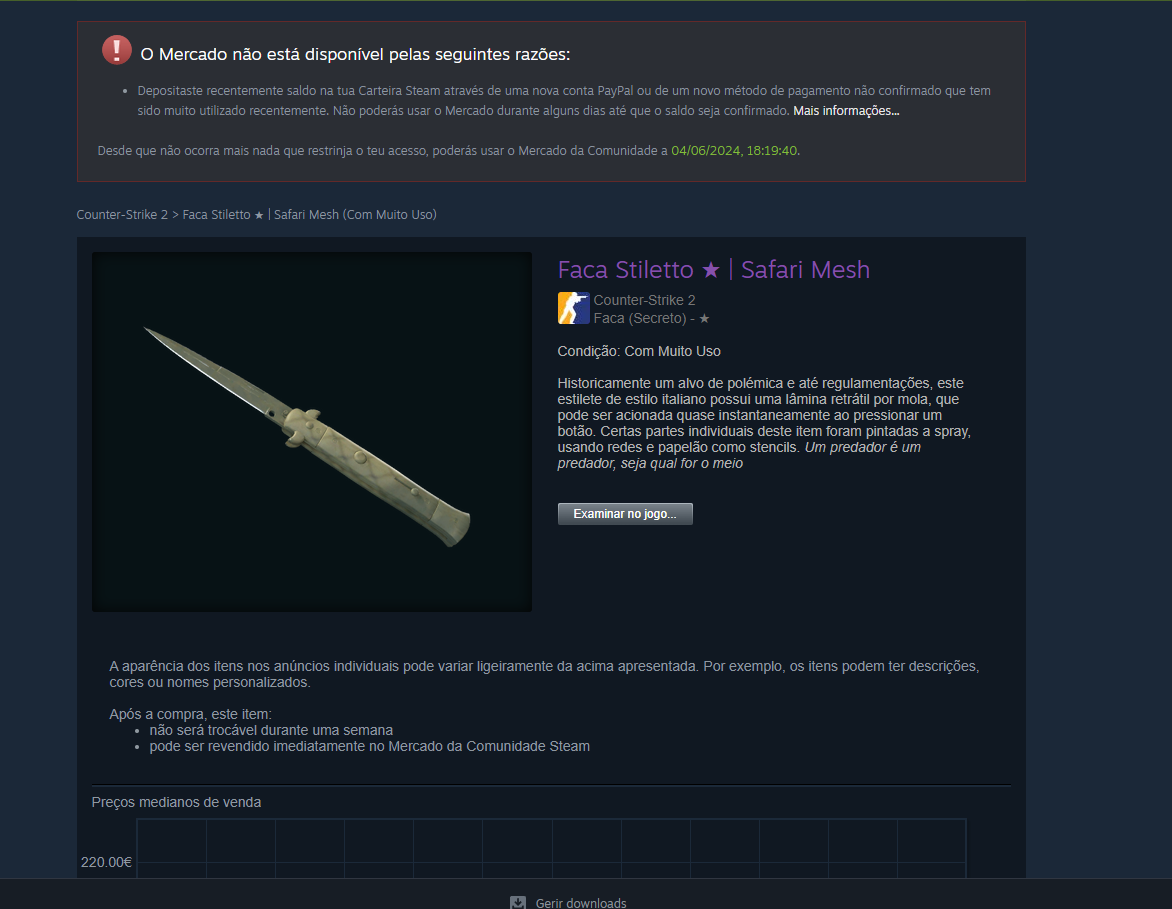 O Mercado não está disponível pelas seguintes razões:
• Depositaste recentemente saldo na tua Carteira Steam através de uma nova conta PayPal ou de um novo método de pagamento não confirmado que tem
sido muito utilizado recentemente. Não poderás usar o Mercado durante alguns dias até que o saldo seja confirmado. Mais informações...
Desde que não ocorra mais nada que restrinja o teu acesso, poderás usar o Mercado da Comunidade a 04/06/2024, 18:19:40.
Counter-Strike 2 > Faca Stiletto ★ | Safari Mesh (Com Muito Uso)
Faca Stiletto ★ | Safari Mesh
Counter-Strike 2
Faca (Secreto) - ★
Condição: Com Muito Uso
Historicamente um alvo de polémica e até regulamentações, este
estilete de estilo italiano possui uma lâmina retrátil por mola, que
pode ser acionada quase instantaneamente ao pressionar um
botão. Certas partes individuais deste item foram pintadas a spray,
usando redes e papelão como stencils. Um predador é um
predador, seja qual for o meio
Examinar no jogo...
A aparência dos itens nos anúncios individuais pode variar ligeiramente da acima apresentada. Por exemplo, os itens podem ter descrições,
cores ou nomes personalizados.
Após a compra, este item:
• não será trocável durante uma semana
• pode ser revendido imediatamente no Mercado da Comunidade Steam
Preços medianos de venda
220.00€
Gerir downloads